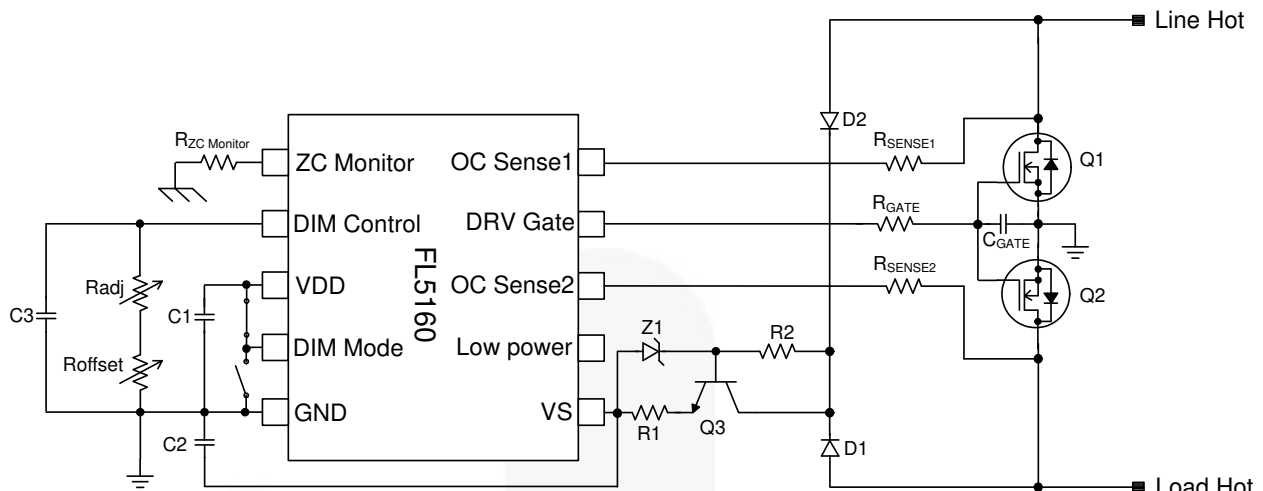 Line Hot
D2
R_SENSE1
R_ZC Monitor
ZC Monitor
OC Sense1
Q1
DIM Control
DRV Gate
R_GATE
C_GATE
FL5160
Radj
VDD
OC Sense2
R_SENSE2
Q2
C3
C1
Z1
R2
Roffset
DIM Mode
Low power
GND
VS
R1
Q3
C2
D1
Load Hot